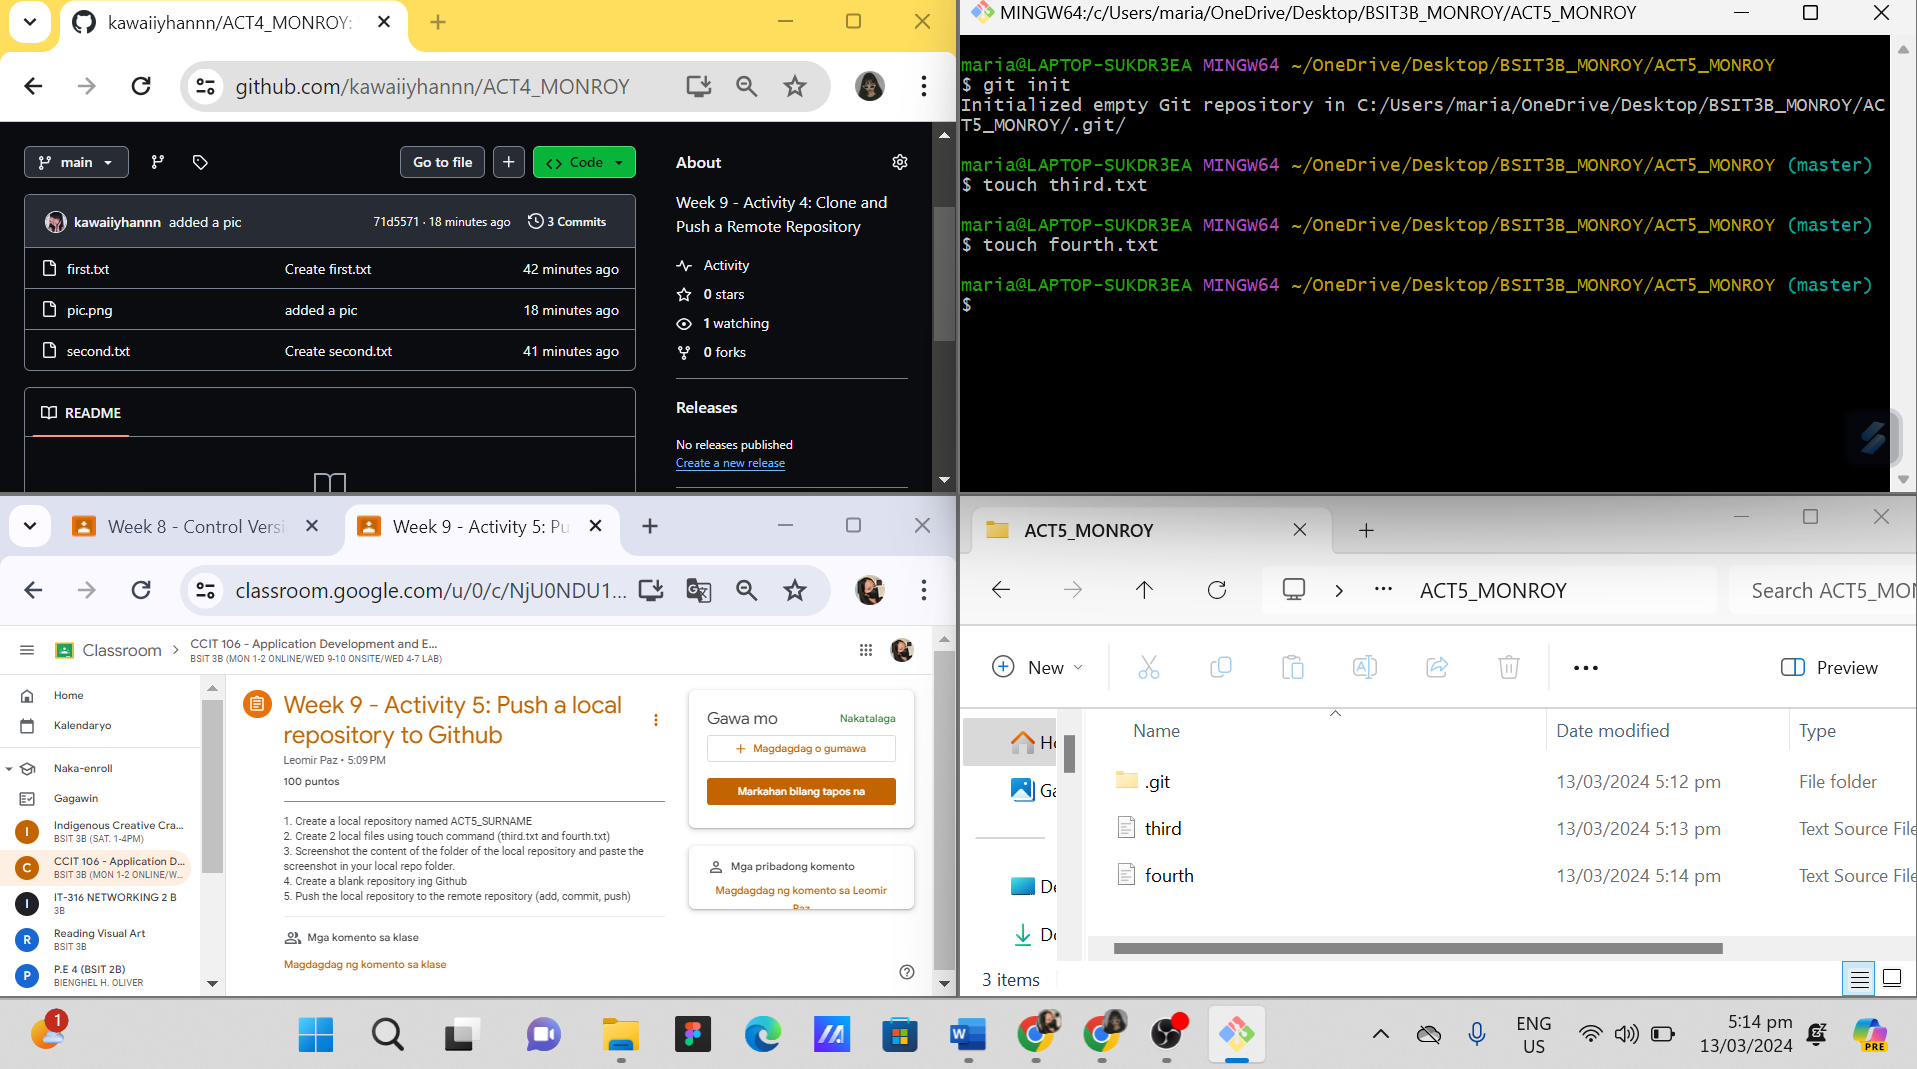 kawaiiyhannn/ACT4_MONROY:
github.com/kawaiiyhannn/ACT4_MONROY
main
Go to file
Code
kawaiiyhannn added a pic
71d5571 · 18 minutes ago
3 Commits
first.txt
Create first.txt
42 minutes ago
pic.png
added a pic
18 minutes ago
second.txt
Create second.txt
41 minutes ago
README
About
Week 9 - Activity 4: Clone and
Push a Remote Repository
Activity
0 stars
1 watching
0 forks
Releases
No releases published
Create a new release
MINGW64:/c/Users/maria/OneDrive/Desktop/BSIT3B_MONROY/ACT5_MONROY
maria@LAPTOP-SUKDR3EA MINGW64 ~/OneDrive/Desktop/BSIT3B_MONROY/ACT5_MONROY
$ git init
Initialized empty Git repository in C:/Users/maria/OneDrive/Desktop/BSIT3B_MONROY/AC
T5_MONROY/.git/
maria@LAPTOP-SUKDR3EA MINGW64 ~/OneDrive/Desktop/BSIT3B_MONROY/ACT5_MONROY (master)
$ touch third.txt
maria@LAPTOP-SUKDR3EA MINGW64 ~/OneDrive/Desktop/BSIT3B_MONROY/ACT5_MONROY (master)
$ touch fourth.txt
maria@LAPTOP-SUKDR3EA MINGW64 ~/OneDrive/Desktop/BSIT3B_MONROY/ACT5_MONROY (master)
$
Week 8 - Control Versi
Week 9 - Activity 5: Pu
classroom.google.com/u/0/c/NjU0NDU1...
Classroom
CCIT 106 - Application Development and E...
BSIT 3B (MON 1-2 ONLINE/WED 9-10 ONSITE/WED 4-7 LAB)
Home
Kalendaryo
Naka-enroll
Gagawin
I
Indigenous Creative Cra...
BSIT 3B (SAT. 1-4PM)
C
CCIT 106 - Application D...
BSIT 3B (MON 1-2 ONLINE/W...
I
IT-316 NETWORKING 2 B
3B
R
Reading Visual Art
BSIT 3B
P
P.E 4 (BSIT 2B)
BIENGHEL H. OLIVER
Week 9 - Activity 5: Push a local
repository to Github
Leomir Paz • 5:09 PM
100 puntos
1. Create a local repository named ACT5_SURNAME
2. Create 2 local files using touch command (third.txt and fourth.txt)
3. Screenshot the content of the folder of the local repository and paste the
screenshot in your local repo folder.
4. Create a blank repository ing Github
5. Push the local repository to the remote repository (add, commit, push)
Mga komento sa klase
Magdagdag ng komento sa klase
Gawa mo
Nakatalaga
Magdagdag o gumawa
Markahan bilang tapos na
Mga pribadong komento
Magdagdag ng komento sa Leomir
Paz
ACT5_MONROY
ACT5_MONROY
Search ACT5_MO
New
Preview
Name
Date modified
Type
Ho
Ga
De
Do
.git
13/03/2024 5:12 pm
File folder
third
13/03/2024 5:13 pm
Text Source File
fourth
13/03/2024 5:14 pm
Text Source File
3 items
1
ENG
US
5:14 pm
13/03/2024
PRE